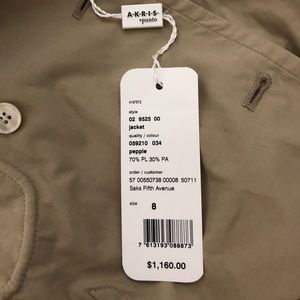 AKRIS
punto
4167572
style
02 9525 00
jacket
quality / colour
059210 034
pepple
70% PL 30% PA
order / customer
57 00550738 00008 50711
Saks Fifth Avenue
size 8
7 613193 088873
$1,160.00